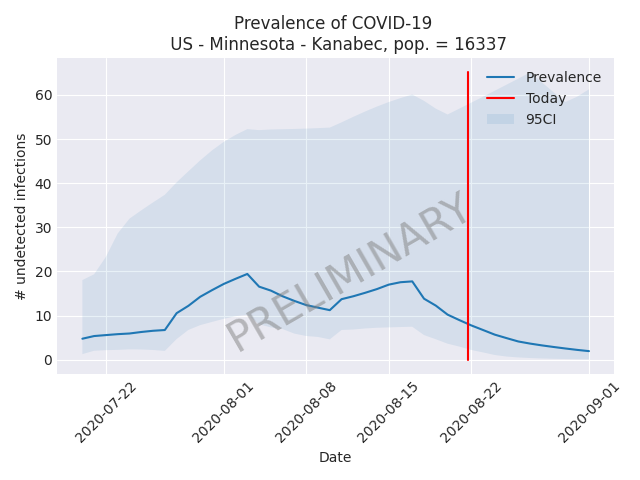 Prevalence of COVID-19
US - Minnesota - Kanabec, pop. = 16337
Prevalence
Today
95CI
# undetected infections
60
50
40
30
20
10
0
PRELIMINARY
2020-07-22
2020-08-01
2020-08-08
2020-08-15
2020-08-22
2020-09-01
Date